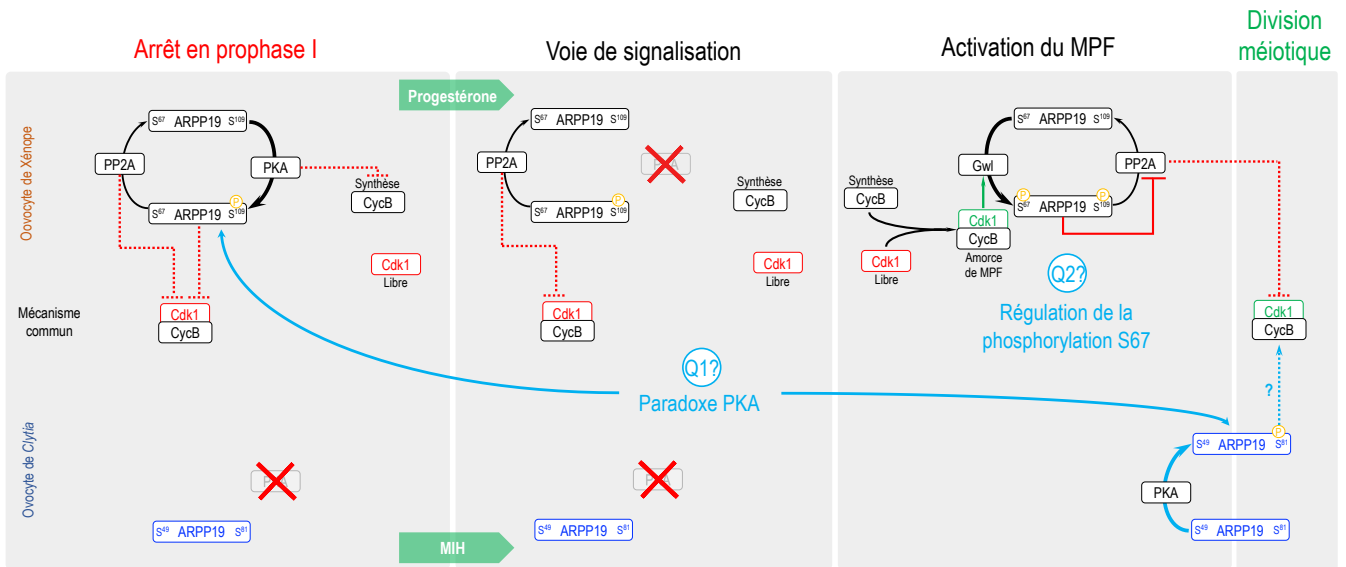 Arrêt en prophase I
Voie de signalisation
Activation du MPF
Division
méiotique
Progestérone
Oovocyte de Xénope
S67 ARPP19 S109
PP2A
PKA
P
S67 ARPP19 S109
Synthèse
CycB
Cdk1
Libre
Mécanisme
commun
Cdk1
CycB
S67 ARPP19 S109
PP2A
P
S67 ARPP19 S109
Synthèse
CycB
Cdk1
Libre
Cdk1
CycB
S67 ARPP19 S109
Gwl
PP2A
P
P
S67 ARPP19 S109
Synthèse
CycB
Cdk1
Libre
Cdk1
CycB
Amorce
de MPF
Q2?
Régulation de la
phosphorylation S67
Cdk1
CycB
?
Q1?
Paradoxe PKA
Ovocyte de Clytia
S49 ARPP19 S81
MIH
S49 ARPP19 S81
P
S49 ARPP19 S81
PKA
S49 ARPP19 S81